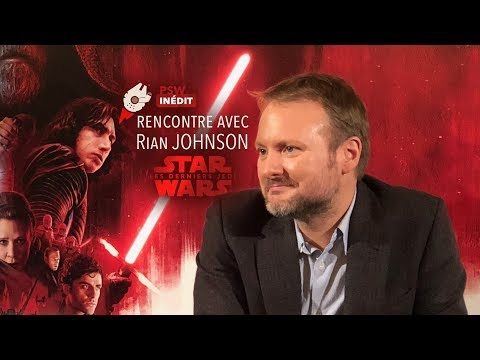 PSW
INÉDIT
RENCONTRE AVEC
RIAN JOHNSON
STAR
LES DERNIERS JEDI
WARS